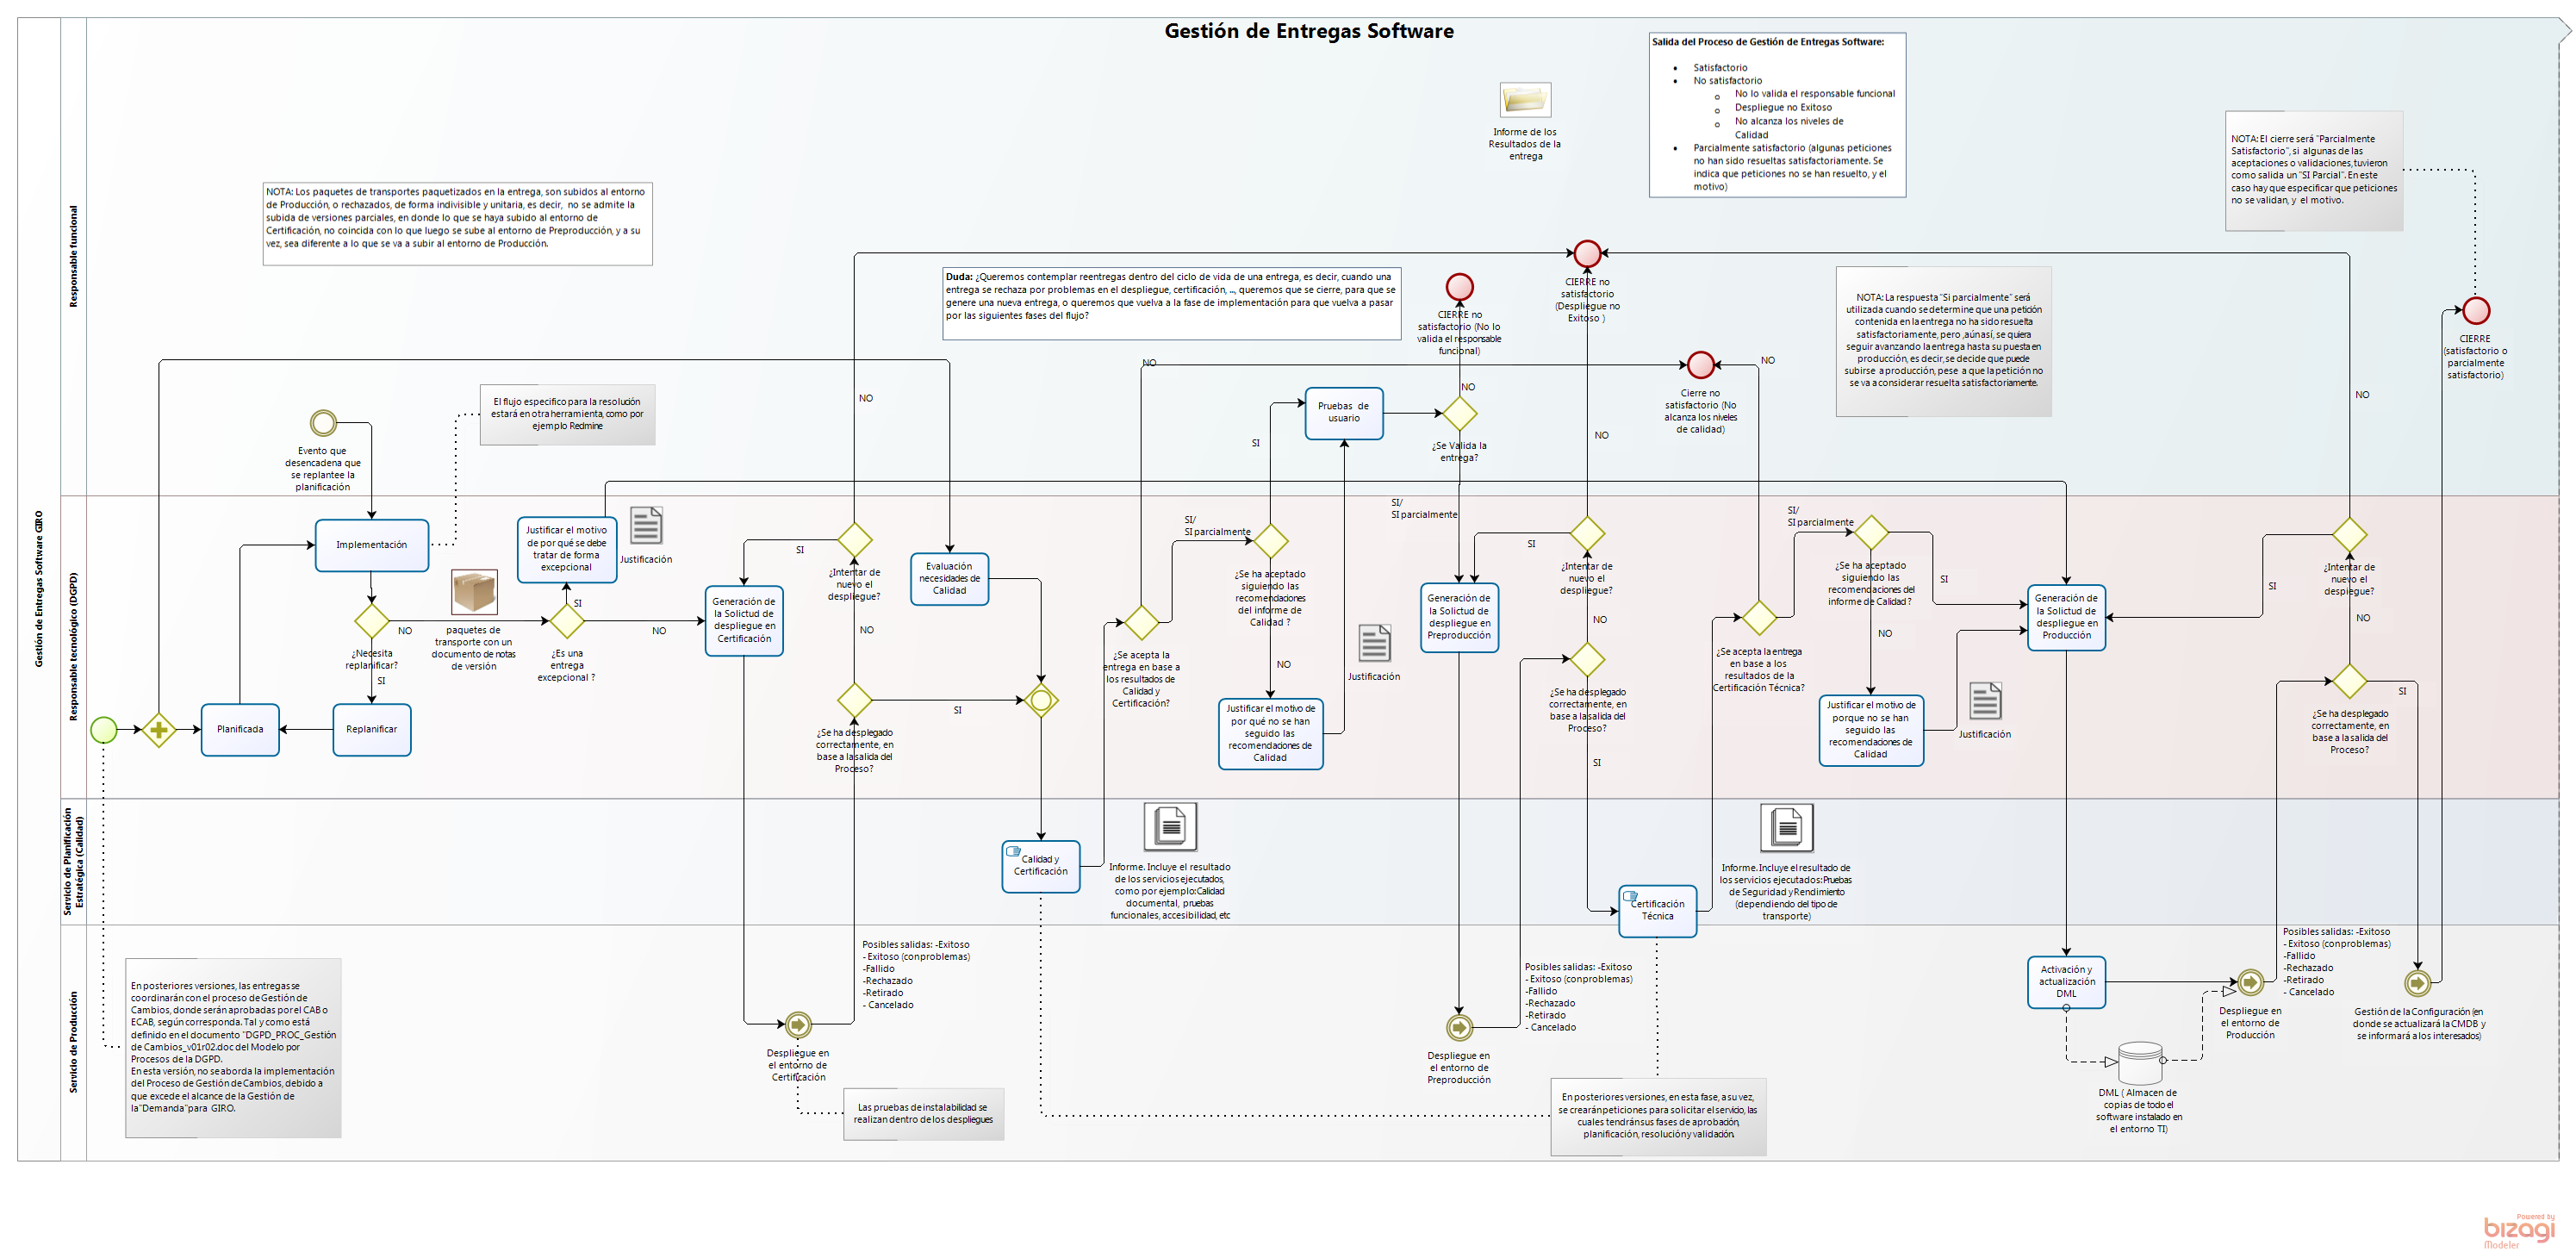 Gestión de Entregas Software
Gestión de Entregas Software GIRO
Responsable funcional
Salida del Proceso de Gestión de Entregas Software:
• Satisfactorio
• No satisfactorio
o No lo valida el responsable funcional
o Despliegue no Exitoso
o No alcanza los niveles de
Calidad
• Parcialmente satisfactorio (algunas peticiones
no han sido resueltas satisfactoriamente. Se
indica que peticiones no se han resuelto, y el
motivo)
Informe de los
Resultados de la
entrega
NOTA: El cierre será "Parcialmente
Satisfactorio", si algunas de las
aceptaciones o validaciones, tuvieron
como salida un "SI Parcial". En este
caso hay que especificar que peticiones
no se validan, y el motivo.
NOTA: Los paquetes de transportes paquetizados en la entrega, son subidos al entorno
de Producción, o rechazados, de forma indivisible y unitaria, es decir, no se admite la
subida de versiones parciales, en donde lo que se haya subido al entorno de
Certificación, no coincida con lo que luego se sube al entorno de Preproducción, y a su
vez, sea diferente a lo que se va a subir al entorno de Producción.
Duda: ¿Queremos contemplar reentregas dentro del ciclo de vida de una entrega, es decir, cuando una
entrega se rechaza por problemas en el despliegue, certificación, .., queremos que se cierre, para que se
genere una nueva entrega, o queremos que vuelva a la fase de implementación para que vuelva a pasar
por las siguientes fases del flujo?
CIERRE no
satisfactorio (No lo
valida el responsable
funcional)
CIERRE no
satisfactorio
(Despliegue no
Exitoso )
NOTA: La respuesta "Si parcialmente" será
utilizada cuando se determine que una petición
contenida en la entrega no ha sido resuelta
satisfactoriamente, pero ,aún así, se quiera
seguir avanzando la entrega hasta su puesta en
producción, es decir, se decide que puede
subirse a producción, pese a que la petición no
se va a considerar resuelta satisfactoriamente.
CIERRE
(satisfactorio o
parcialmente
satisfactorio)
NO
NO
Cierre no
satisfactorio (No
alcanza los niveles
de calidad)
El flujo especifico para la resolución
estará en otra herramienta, como por
ejemplo Redmine
NO
NO
NO
NO
Evento que
desencadena que
se replantee la
planificación
Pruebas de
usuario
SI
¿Se Valida la
entrega?
SI/
SI parcialmente
Responsable tecnológico (DGPD)
Implementación
Justificar el motivo
de por qué se debe
tratar de forma
excepcional
Justificación
¿Necesita
replanificar?
NO
SI
paquetes de
transporte con un
documento de notas
de versión
SI
NO
¿Es una
entrega
excepcional ?
Planificada
Replanificar
Generación de
la Solictud de
despliegue en
Certificación
SI
¿Intentar de
nuevo el
despliegue?
NO
SI
¿Se ha desplegado
correctamente, en
base a la salida del
Proceso?
Evaluación
necesidades de
Calidad
¿Se acepta la
entrega en base a
los resultados de
Calidad y
Certificación?
SI/
SI parcialmente
¿Se ha aceptado
siguiendo las
recomendaciones
del informe de
Calidad ?
NO
Justificar el motivo de
por qué no se han
seguido las
recomendaciones de
Calidad
Justificación
Generación de
la Solictud de
despliegue en
Preproducción
SI
¿Intentar de
nuevo el
despliegue?
NO
¿Se ha desplegado
correctamente, en
base a la salida del
Proceso?
SI
¿Se acepta la entrega
en base a los
resultados de la
Certificación Técnica?
SI/
SI parcialmente
¿Se ha aceptado
siguiendo las
recomendaciones del
informe de Calidad ?
SI
NO
Justificar el motivo de
porque no se han
seguido las
recomendaciones de
Calidad
Justificación
Generación de
la Solictud de
despliegue en
Producción
SI
¿Intentar de
nuevo el
despliegue?
NO
SI
¿Se ha desplegado
correctamente, en
base a la salida del
Proceso?
Servicio de Planificación
Estratégica (Calidad)
Calidad y
Certificación
Informe. Incluye el resultado
de los servicios ejecutados,
como por ejemplo:Calidad
documental, pruebas
funcionales, accesibilidad, etc
Certificación
Técnica
Informe. Incluye el resultado de
los servicios ejecutados:Pruebas
de Seguridad y Rendimiento
(dependiendo del tipo de
transporte)
Servicio de Producción
En posteriores versiones, las entregas se
coordinarán con el proceso de Gestión de
Cambios, donde serán aprobadas por el CAB o
ECAB, según corresponda. Tal y como está
definido en el documento "DGPD_PROC_Gestión
de Cambios_v01r02.doc del Modelo por
Procesos de la DGPD.
En esta versión, no se aborda la implementación
del Proceso de Gestión de Cambios, debido a
que excede el alcance de la Gestión de
la"Demanda"para GIRO.
Posibles salidas: -Exitoso
- Exitoso (con problemas)
-Fallido
-Rechazado
-Retirado
- Cancelado
Despliegue en
el entorno de
Certificación
Las pruebas de instalabilidad se
realizan dentro de los despliegues
Posibles salidas: -Exitoso
- Exitoso (con problemas)
-Fallido
-Rechazado
-Retirado
- Cancelado
Despliegue en
el entorno de
Preproducción
En posteriores versiones, en esta fase, a su vez,
se crearán peticiones para solicitar el servicio, las
cuales tendrán sus fases de aprobación,
planificación, resolución y validación.
Activación y
actualización
DML
DML ( Almacen de
copias de todo el
software instalado en
el entorno TI)
Posibles salidas: -Exitoso
- Exitoso (con problemas)
-Fallido
-Rechazado
-Retirado
- Cancelado
Despliegue en
el entorno de
Producción
Gestión de la Configuración (en
donde se actualizará la CMDB y
se informará a los interesados)
Powered by
bizagi
Modeler